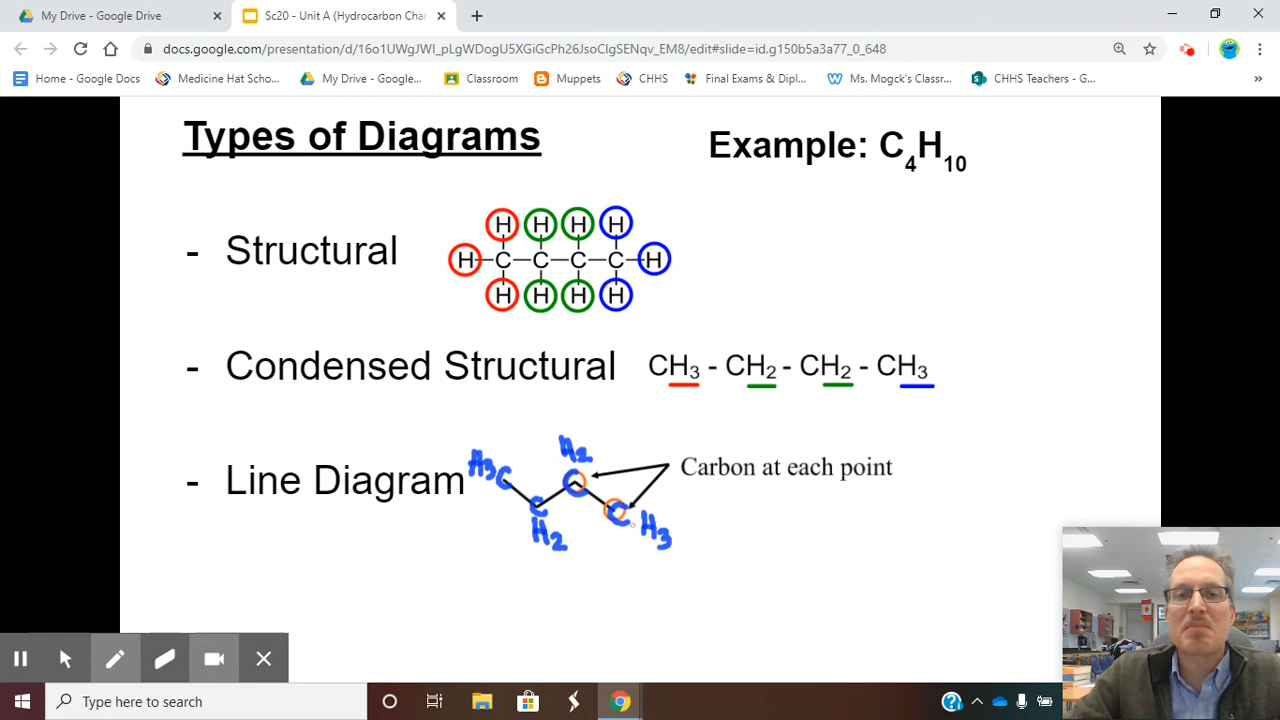 My Drive - Google Drive
Sc20 - Unit A (Hydrocarbon Char
docs.google.com/presentation/d/16o1UWgJWl_pLgWDogU5XGiGcPh26JsoClgSENqv_EM8/edit#slide=id.g150b5a3a77_0_648
Home - Google Docs
Medicine Hat Scho...
My Drive - Google...
Classroom
Muppets
CHHS
Final Exams & Dipl...
Ms. Mogick's Classr...
CHHS Teachers - G...
Types of Diagrams
Example: C4H10
H H H H
- Structural
H C C C C H
H H H H
- Condensed Structural
CH3 - CH2 - CH2 - CH3
- Line Diagram
H3C
C
H2
H2
C
C
H3
Carbon at each point
Type here to search